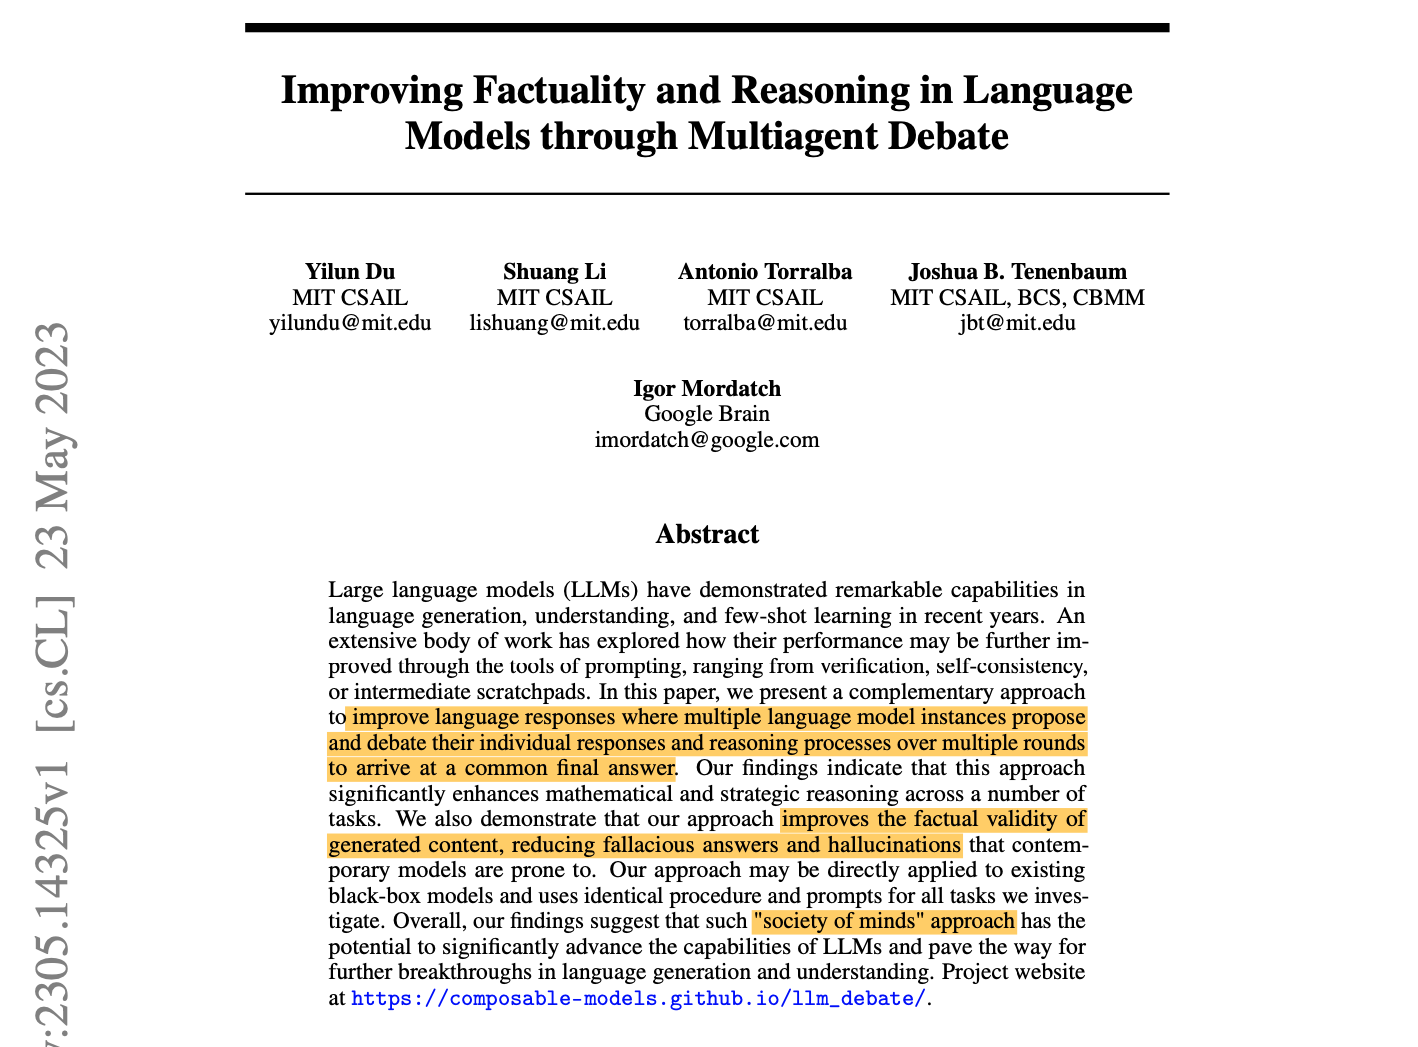 Improving Factuality and Reasoning in Language
Models through Multiagent Debate
Yilun Du
MIT CSAIL
yilundu@mit.edu
Shuang Li
MIT CSAIL
lishuang@mit.edu
Antonio Torralba
MIT CSAIL
torralba@mit.edu
Joshua B. Tenenbaum
MIT CSAIL, BCS, CBMM
jbt@mit.edu
Igor Mordatch
Google Brain
imordatch@google.com
Abstract
Large language models (LLMs) have demonstrated remarkable capabilities in
language generation, understanding, and few-shot learning in recent years. An
extensive body of work has explored how their performance may be further im-
proved through the tools of prompting, ranging from verification, self-consistency,
or intermediate scratchpads. In this paper, we present a complementary approach
to improve language responses where multiple language model instances propose
and debate their individual responses and reasoning processes over multiple rounds
to arrive at a common final answer. Our findings indicate that this approach
significantly enhances mathematical and strategic reasoning across a number of
tasks. We also demonstrate that our approach improves the factual validity of
generated content, reducing fallacious answers and hallucinations that contem-
porary models are prone to. Our approach may be directly applied to existing
black-box models and uses identical procedure and prompts for all tasks we inves-
tigate. Overall, our findings suggest that such "society of minds" approach has the
potential to significantly advance the capabilities of LLMs and pave the way for
further breakthroughs in language generation and understanding. Project website
at https://composable-models.github.io/llm_debate/.
:2305.14325v1 [cs.CL] 23 May 2023